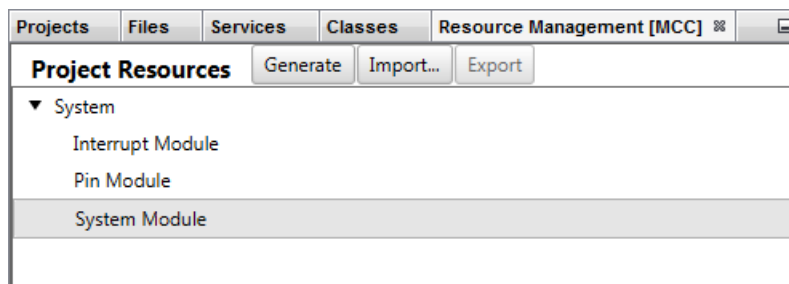 Projects Files Services Classes Resource Management [MCC]
Project Resources Generate Import... Export
System
Interrupt Module
Pin Module
System Module